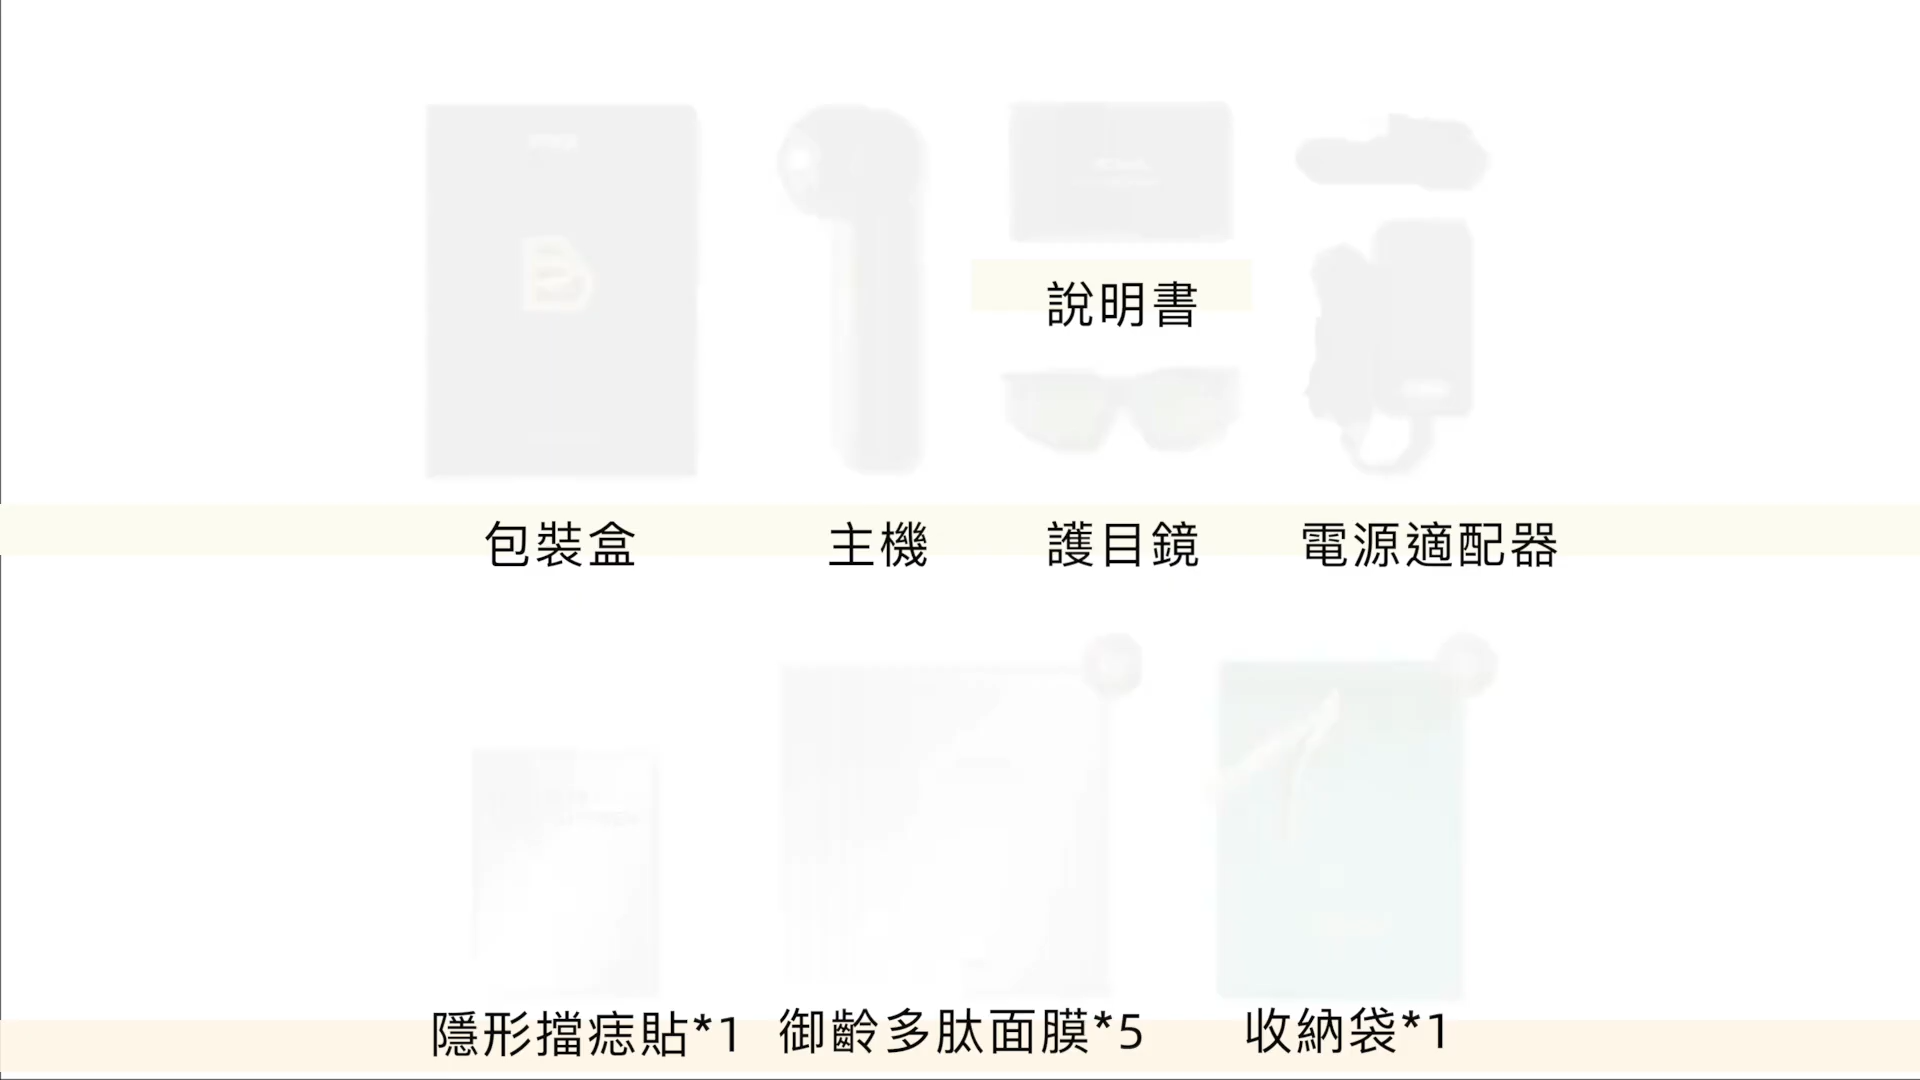 說明書
包裝盒
主機
護目鏡
電源適配器
隱形擋痣貼*1
御齡多肽面膜*5
收納袋*1